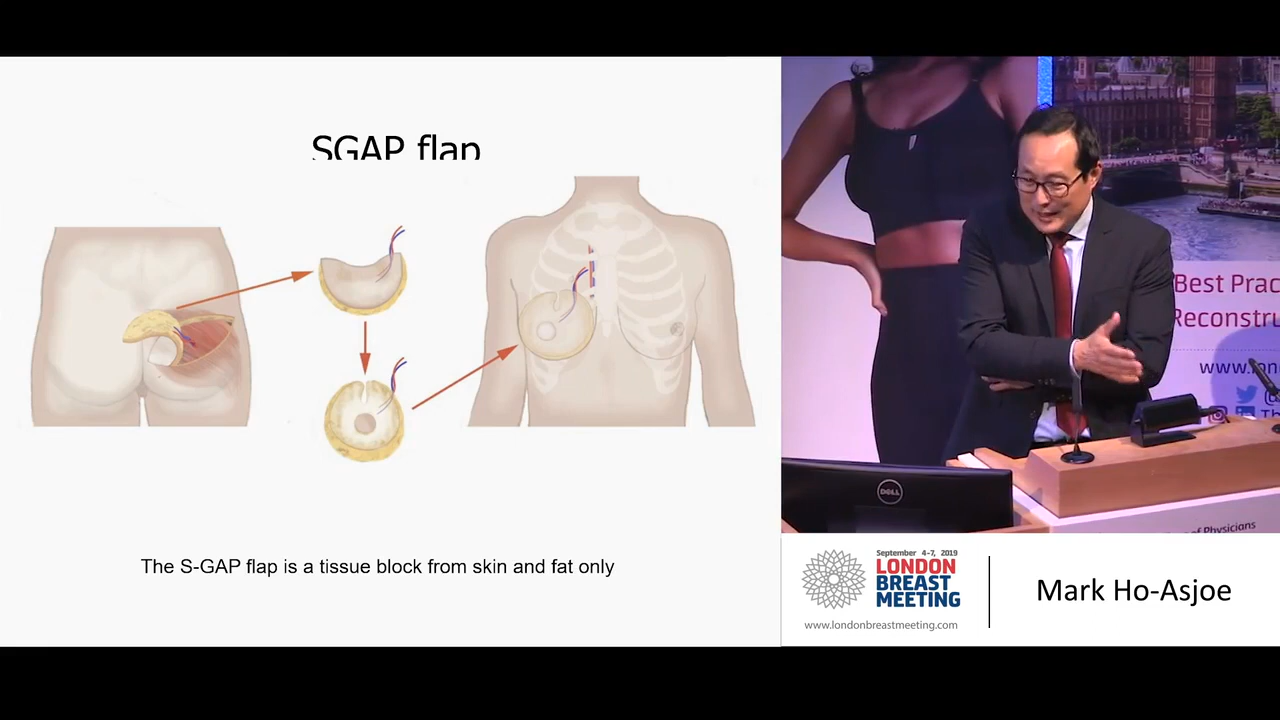 SGAP flap
The S-GAP flap is a tissue block from skin and fat only
Best Prac
Reconstru
www.lon
DELL
of Physicians
September 4-7, 2019
LONDON
BREAST
MEETING
www.londonbreastmeeting.com
Mark Ho-Asjoe